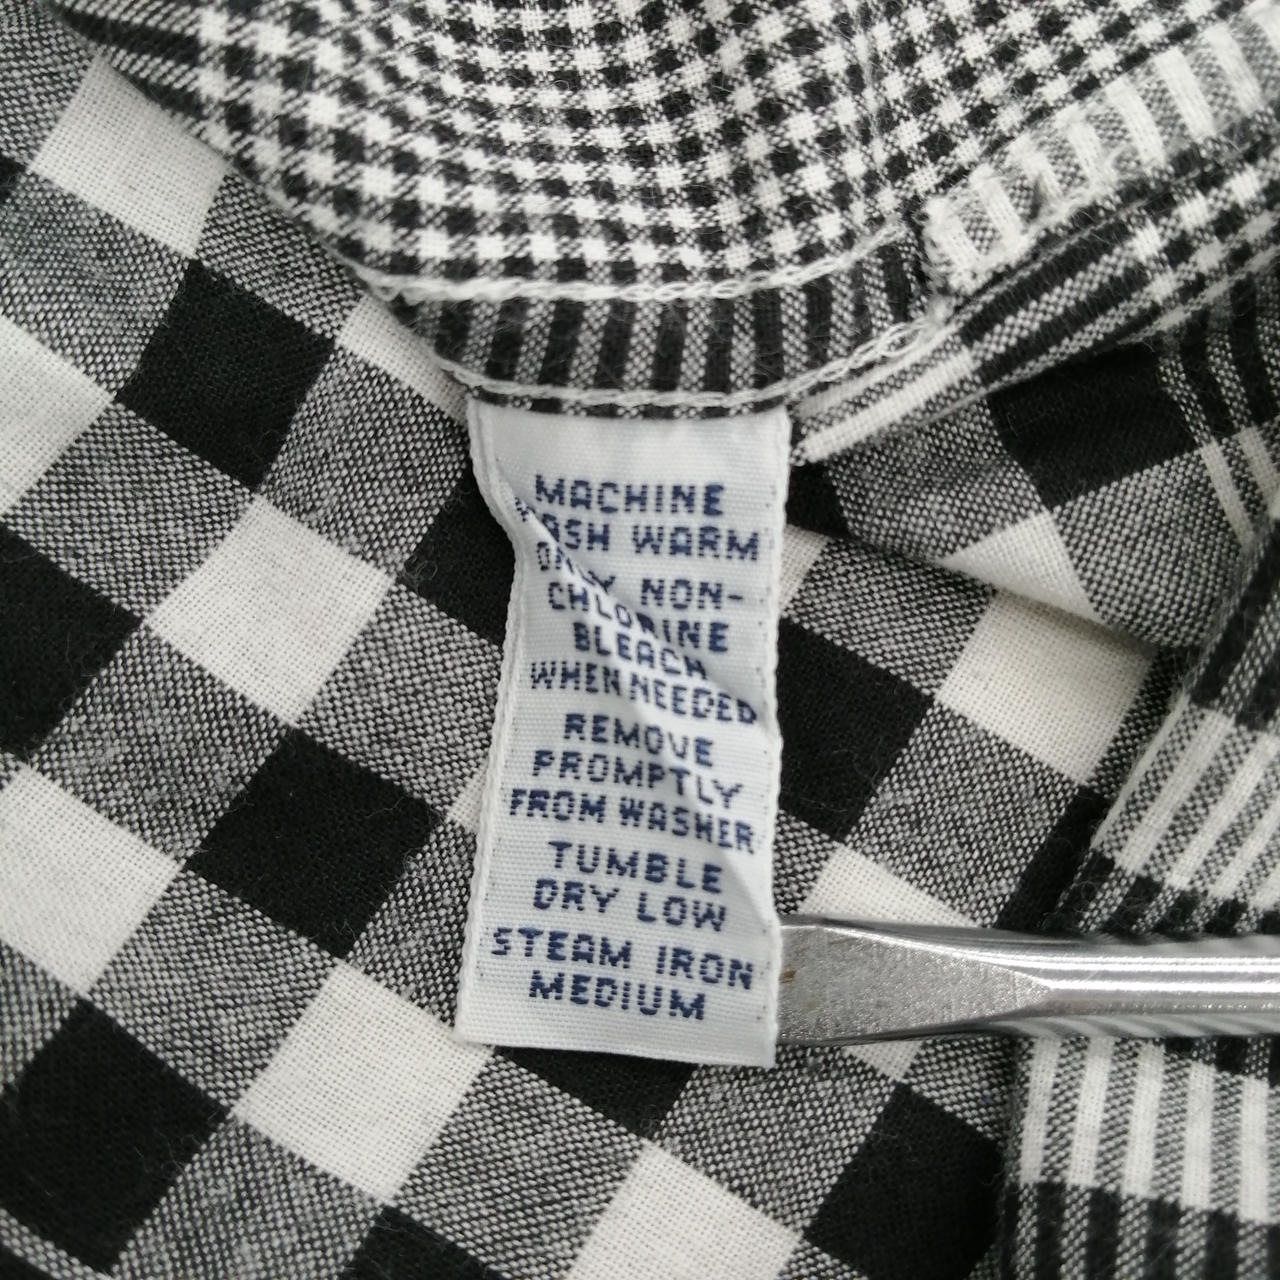 MACHINE
WASH WARM
ONLY NON-
CHLORINE
BLEACH
WHEN NEEDED
REMOVE
PROMPTLY
FROM WASHER
TUMBLE
DRY LOW
STEAM IRON
MEDIUM